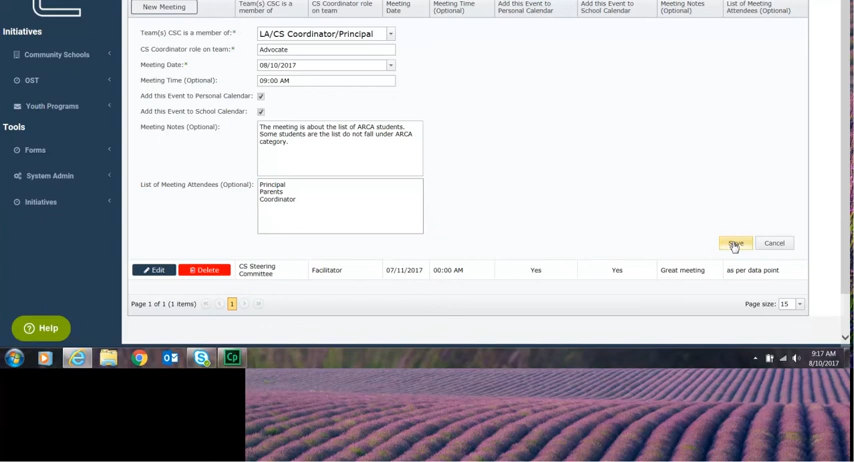 New Meeting
Team(s) CSC is a member of
CS Coordinator role on team
Meeting Date
Meeting Time (Optional)
Add this Event to Personal Calendar
Add this Event to School Calendar
Meeting Notes (Optional)
List of Meeting Attendees (Optional)
Initiatives
Community Schools
OST
Youth Programs
Tools
Forms
System Admin
Initiatives
Help
Team(s) CSC is a member of:* LA/CS Coordinator/Principal
CS Coordinator role on team:* Advocate
Meeting Date:* 08/10/2017
Meeting Time (Optional): 09:00 AM
Add this Event to Personal Calendar:
Add this Event to School Calendar:
Meeting Notes (Optional): The meeting is about the list of ARCA students.
Some students are the list do not fall under ARCA
category.
List of Meeting Attendees (Optional): Principal
Parents
Coordinator
Save Cancel
Edit Delete CS Steering Committee Facilitator 07/11/2017 00:00 AM Yes Yes Great meeting as per data point
Page 1 of 1 (1 items) 1 Page size: 15
Cp
9:17 AM
8/10/2017